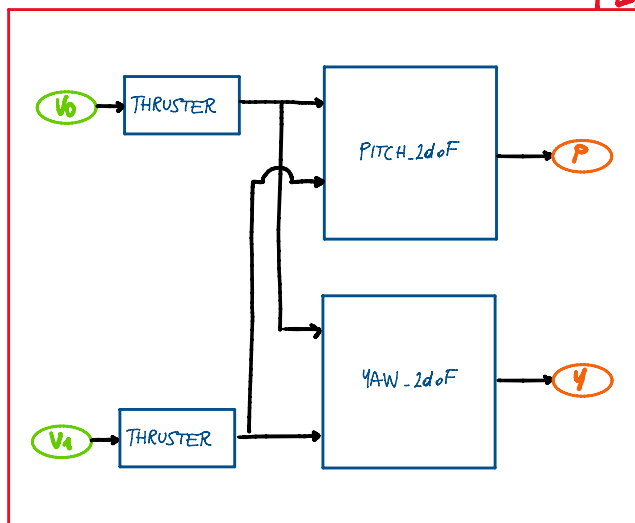 V0
THRUSTER
PITCH_2doF
P
YAW_2doF
Y
V1
THRUSTER